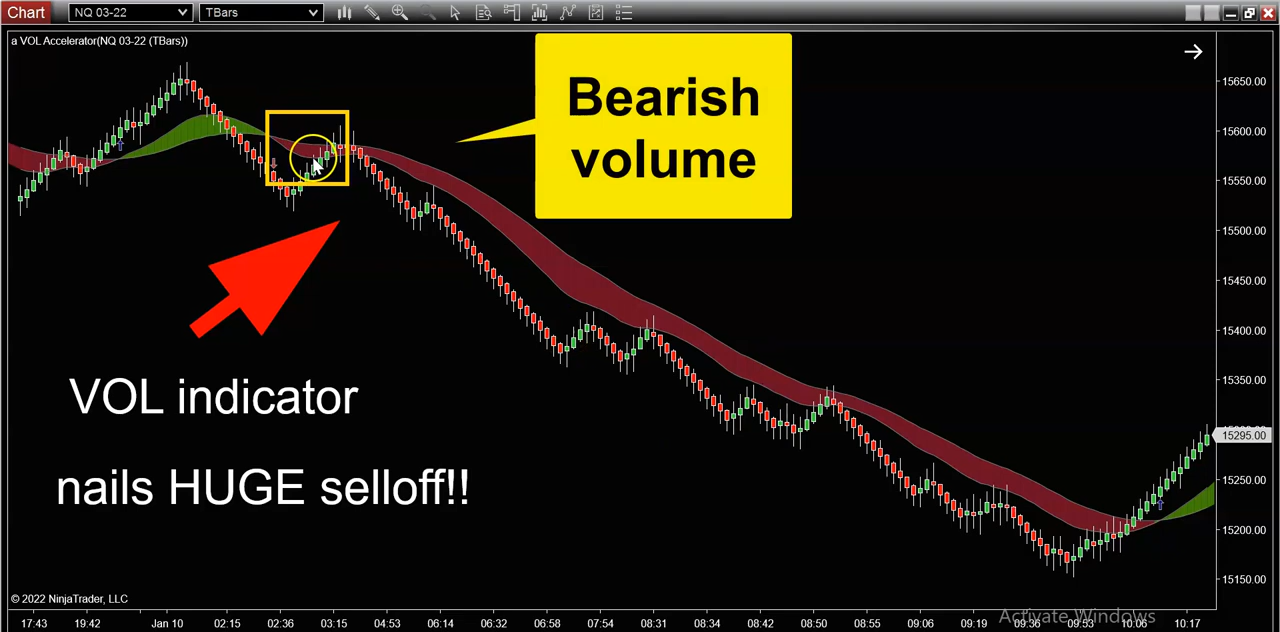 Chart
NQ 03-22
TBars
a VOL Accelerator(NQ 03-22 (TBars))
Bearish
volume
15650.00
15600.00
15550.00
15500.00
15450.00
15400.00
15350.00
15295.00
15250.00
15200.00
15150.00
VOL indicator
nails HUGE selloff!!
© 2022 NinjaTrader, LLC
Activate Windows
17:43 19:42 Jan 10 02:15 02:36 03:15 04:53 06:14 06:32 06:58 07:54 08:31 08:42 08:50 08:55 09:06 09:19 09:36 09:53 10:06 10:17